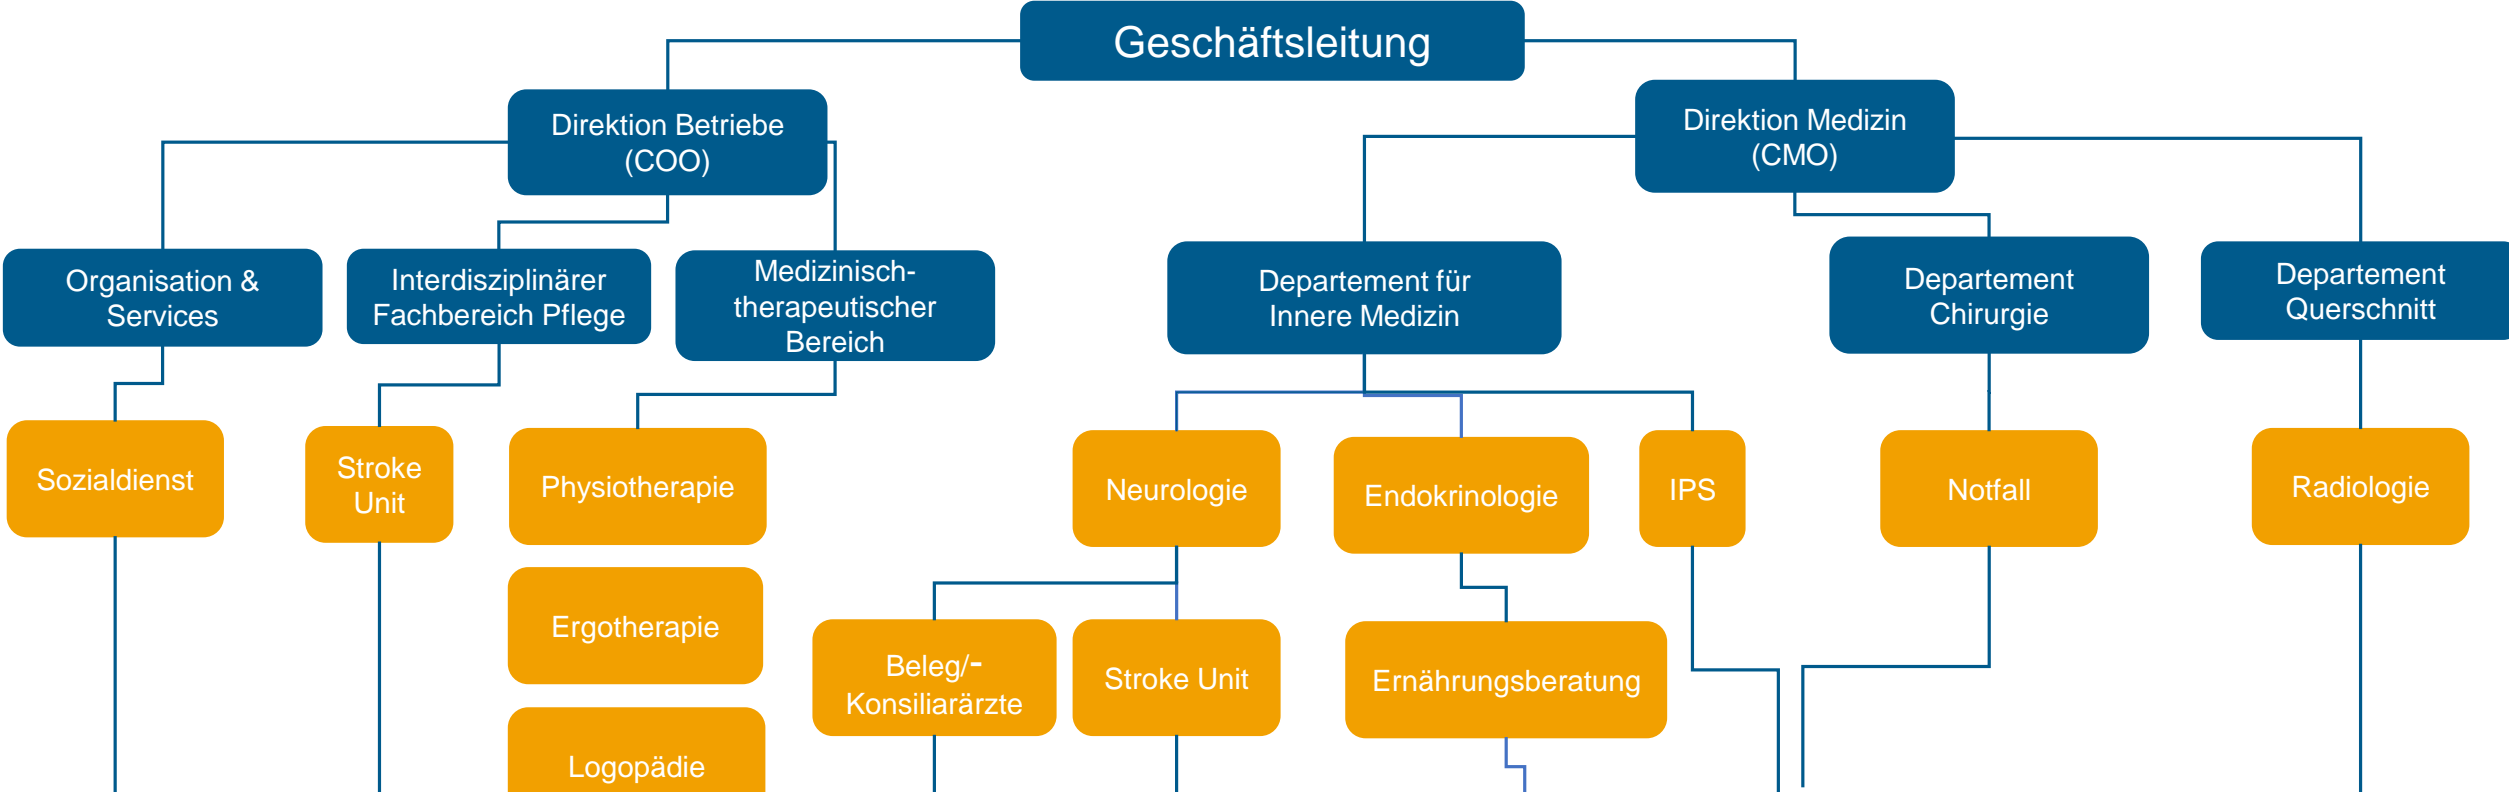 Geschäftsleitung
Direktion Betriebe
(COO)
Direktion Medizin
(CMO)
Organisation &
Services
Interdisziplinärer
Fachbereich Pflege
Medizinisch-
therapeutischer
Bereich
Departement für
Innere Medizin
Departement
Chirurgie
Departement
Querschnitt
Sozialdienst
Stroke
Unit
Physiotherapie
Neurologie
Endokrinologie
IPS
Notfall
Radiologie
Ergotherapie
Beleg/-
Konsiliarärzte
Stroke Unit
Ernährungsberatung
Logopädie